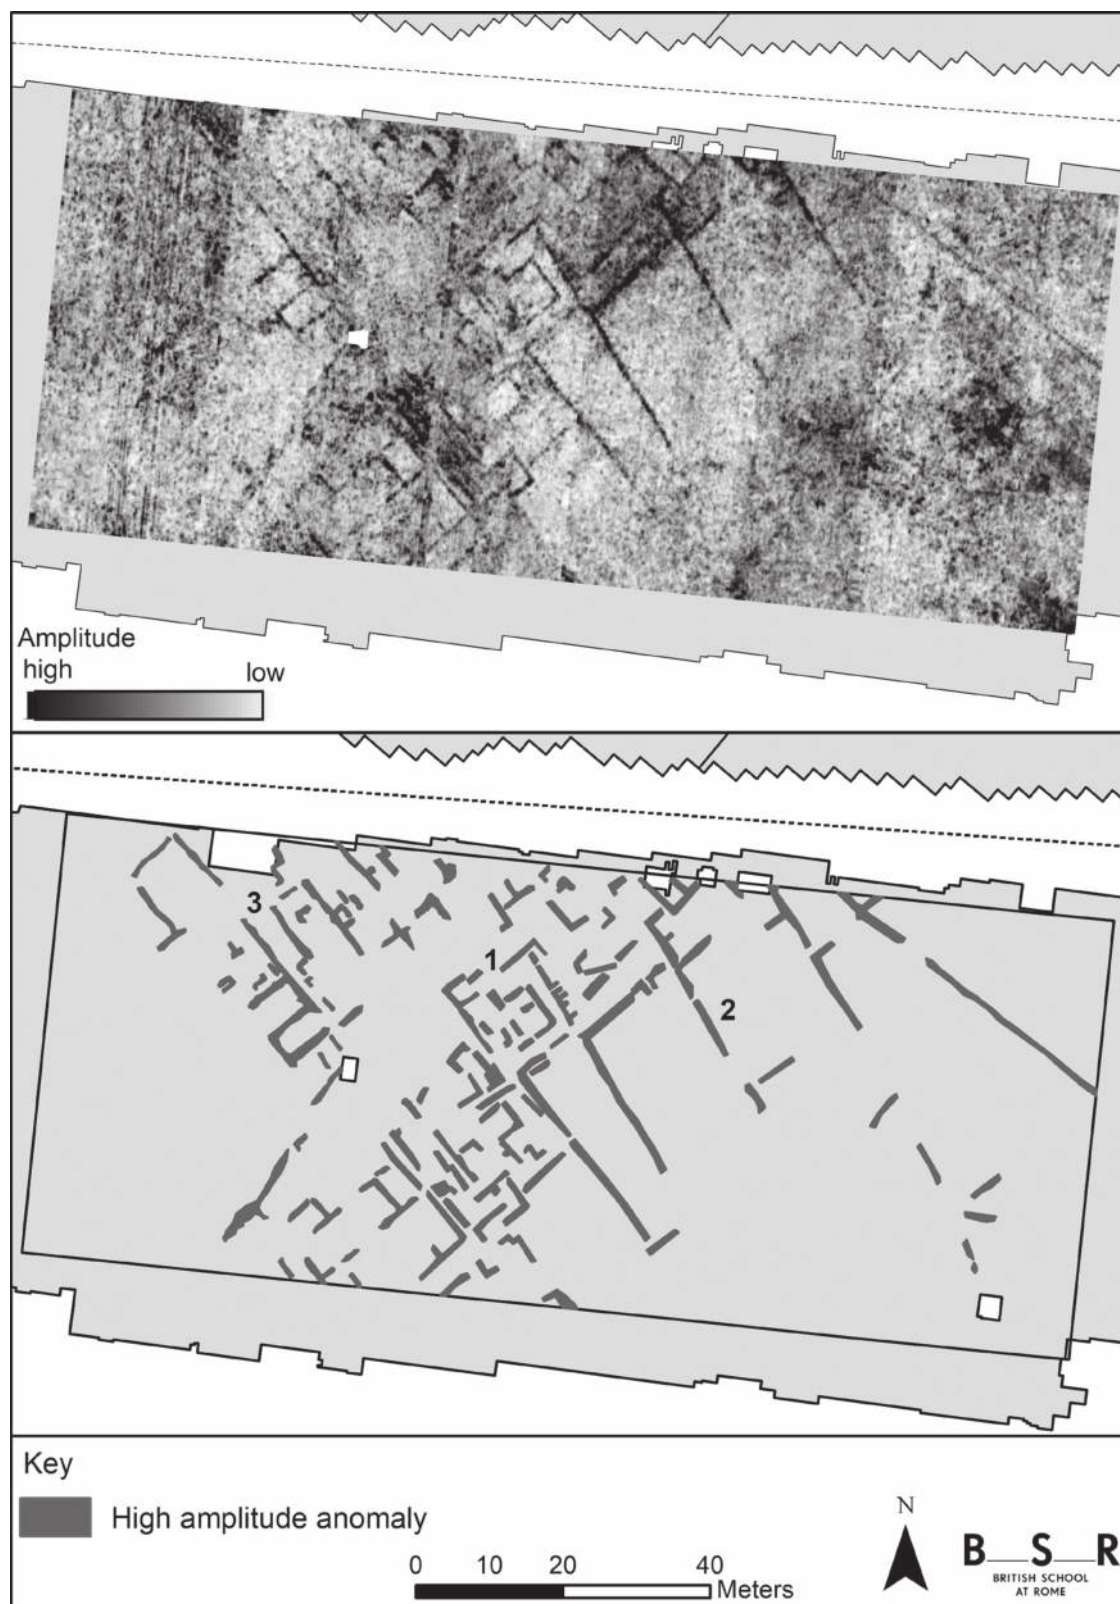 Amplitude
high low
1
2
3
Key
High amplitude anomaly
N
0 10 20 40
Meters
B S R
BRITISH SCHOOL
AT ROME